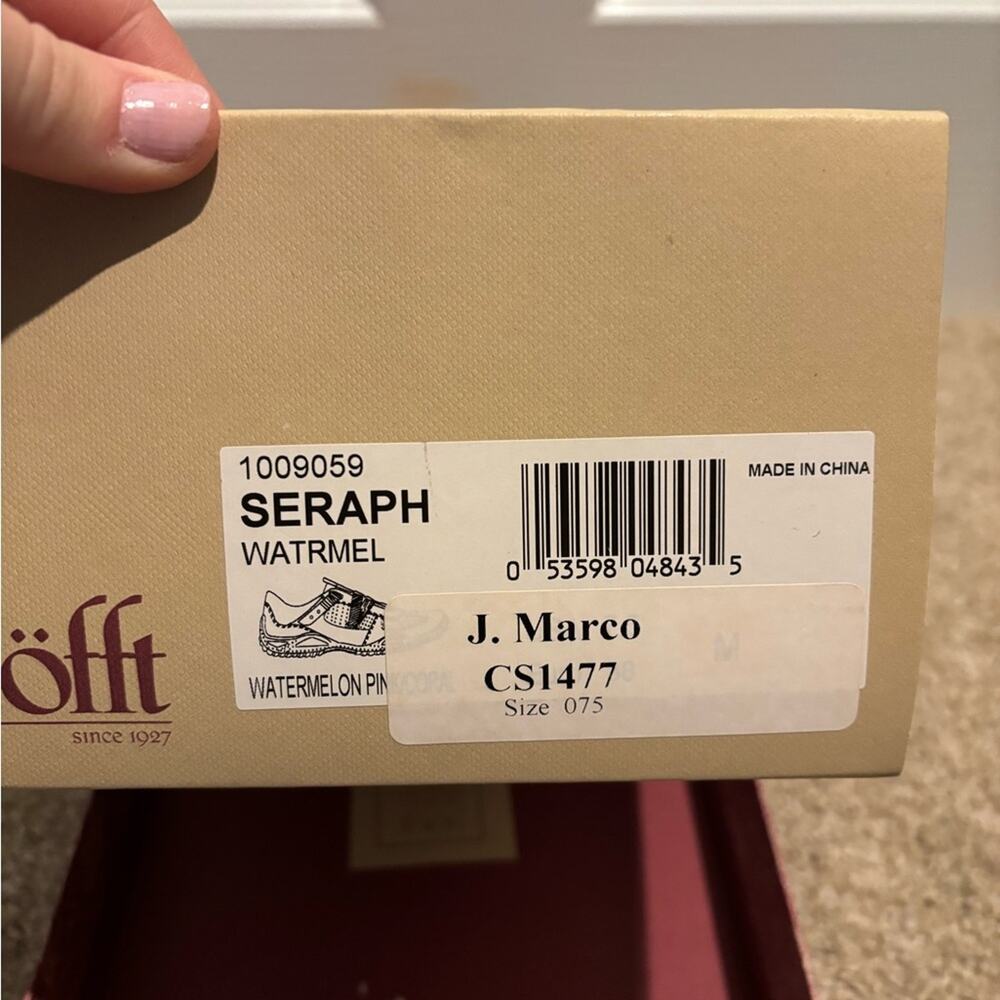 1009059
SERAPH
WATRMEL
MADE IN CHINA
0 53598 04843 5
WATERMELON PIN
J. Marco
CS1477
Size 075
öfft
since 1927